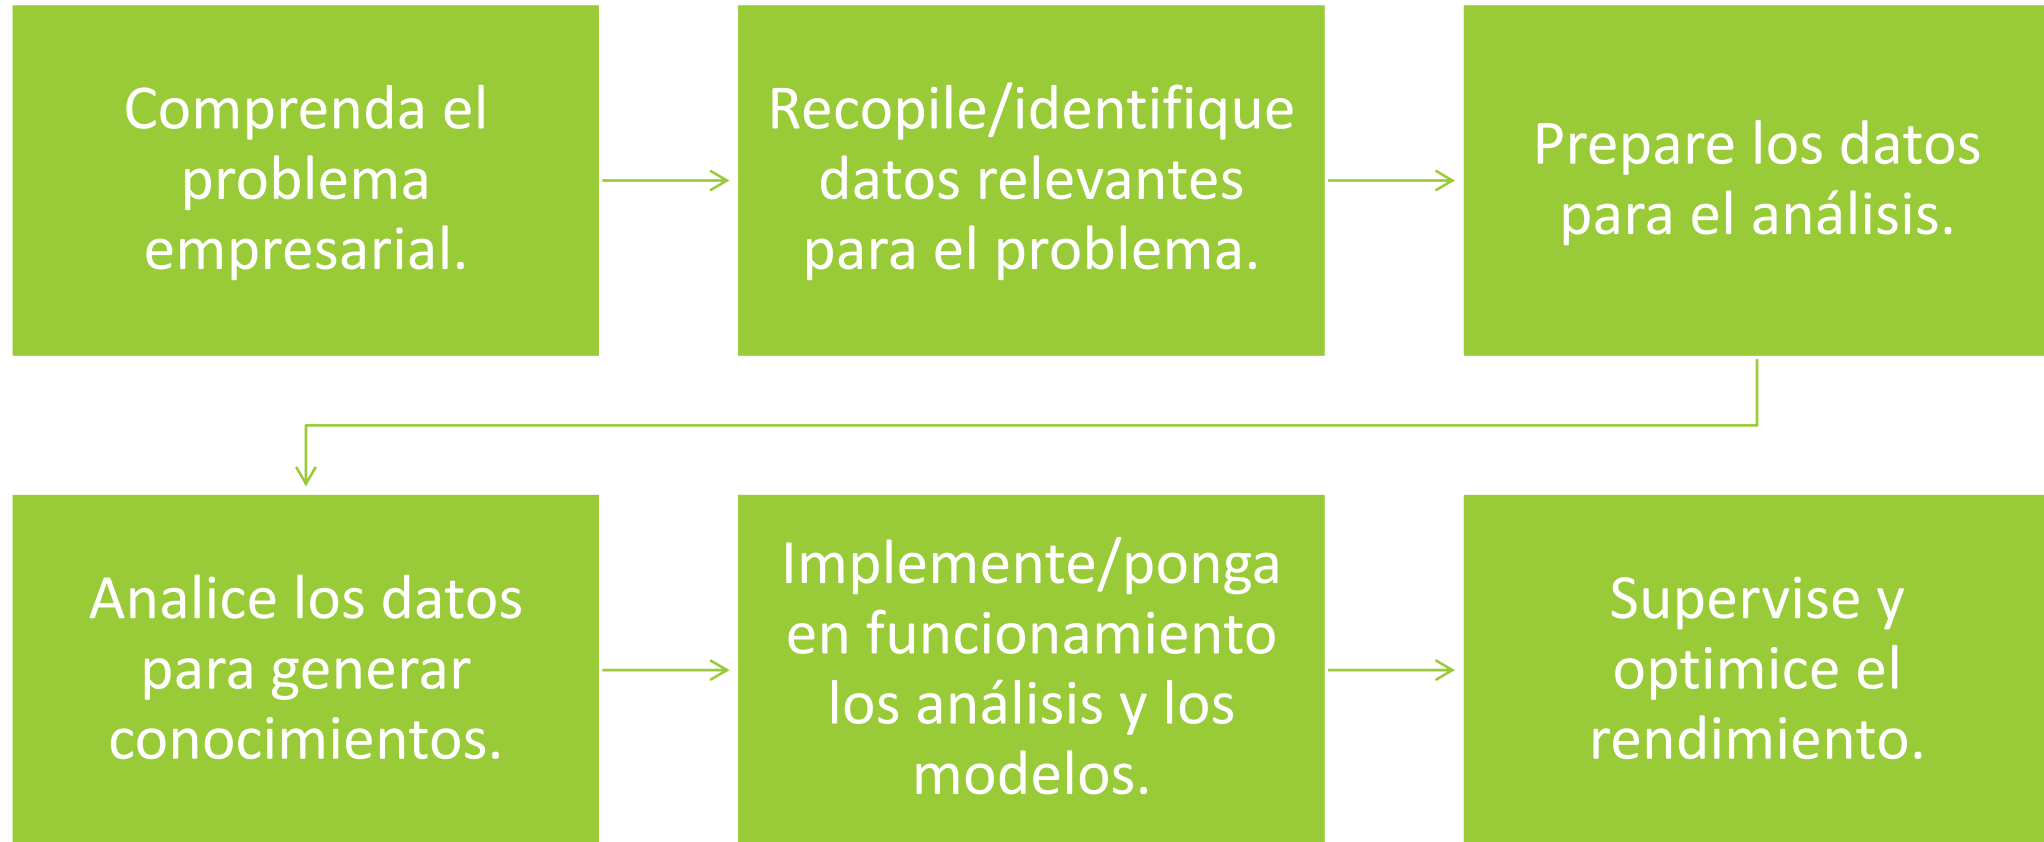 Comprenda el
problema
empresarial.
Recopile/identifique
datos relevantes
para el problema.
Prepare los datos
para el análisis.
Analice los datos
para generar
conocimientos.
Implemente/ponga
en funcionamiento
los análisis y los
modelos.
Supervise y
optimice el
rendimiento.